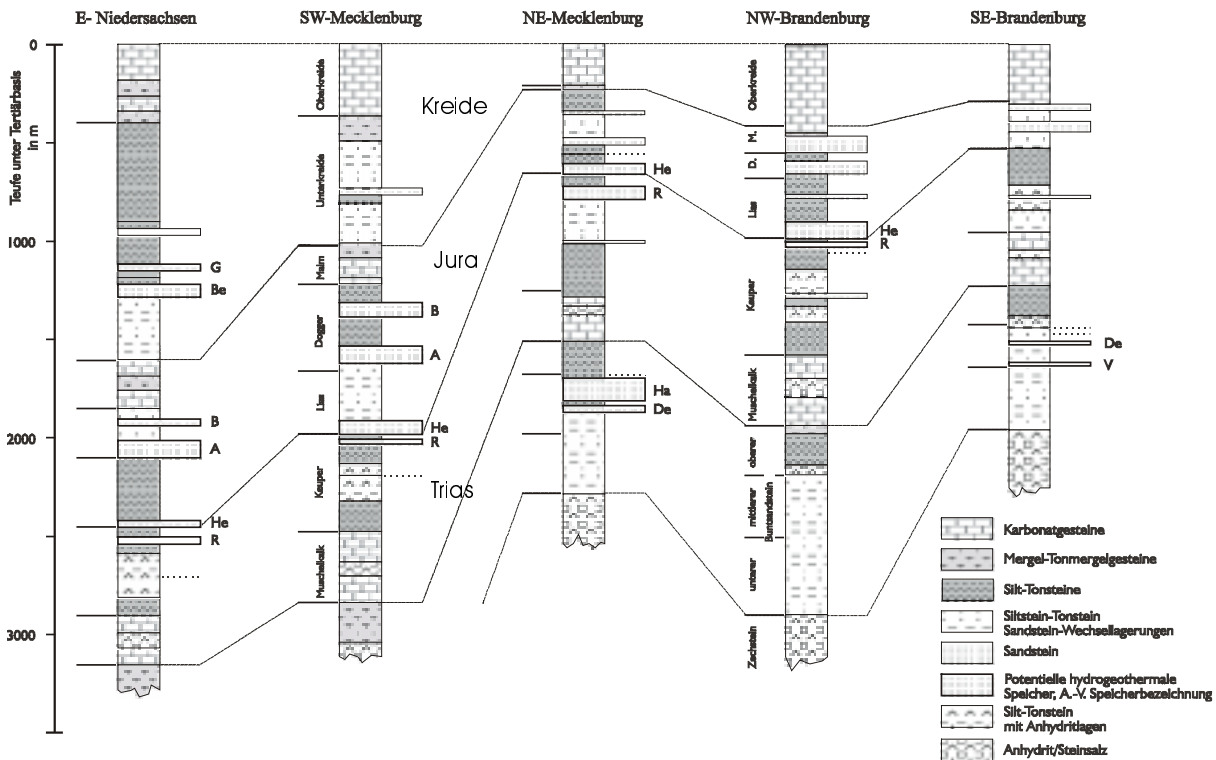 E- Niedersachsen
SW-Mecklenburg
NE-Mecklenburg
NW-Brandenburg
SE-Brandenburg
Teufe unter Tertiärbasis
in m
0
1000
2000
3000
G
Be
B
A
He
R
Oberkreide
Unterkreide
Malm
Dogger
Lias
Keuper
Muschelkalk
B
A
He
R
Kreide
Jura
Trias
He
R
Ha
De
Oberkreide
M.
D.
Lias
Keuper
Muschelkalk
oberer
mittlerer
Buntsandstein
unterer
Zechstein
He
R
De
V
Karbonatgesteine
Mergel-Tonmergelgesteine
Silt-Tonsteine
Siltstein-Tonstein
Sandstein-Wechsellagerungen
Sandstein
Potentielle hydrogeothermale
Speicher, A.-V. Speicherbezeichnung
Silt-Tonstein
mit Anhydritlagen
Anhydrit/Steinsalz